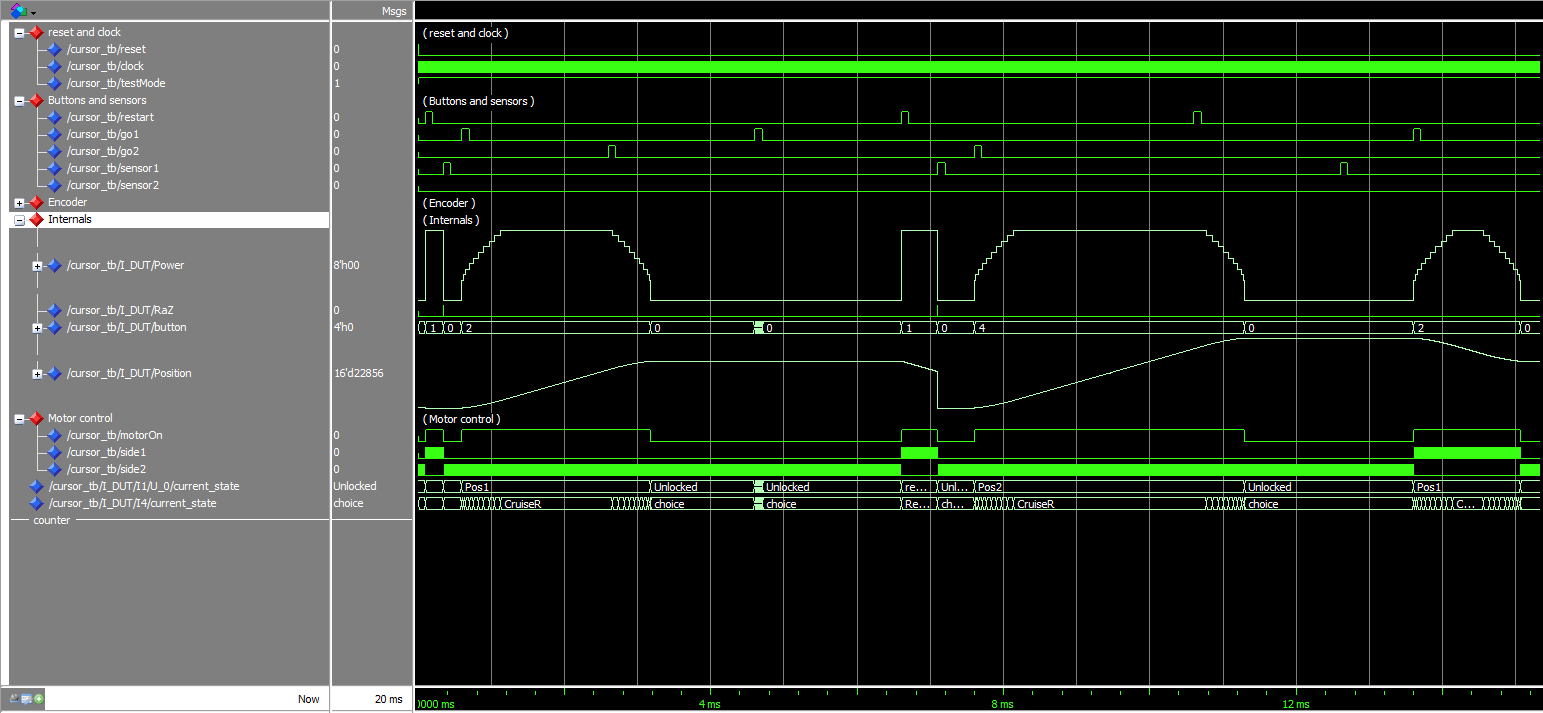 Msgs
reset and clock ( reset and clock )
/cursor_tb/reset 0
/cursor_tb/clock 0
/cursor_tb/testMode 1
Buttons and sensors ( Buttons and sensors )
/cursor_tb/restart 0
/cursor_tb/go1 0
/cursor_tb/go2 0
/cursor_tb/sensor1 0
/cursor_tb/sensor2 0
Encoder ( Encoder )
Internals ( Internals )
/cursor_tb/I_DUT/Power 8'h00
/cursor_tb/I_DUT/RaZ 0
/cursor_tb/I_DUT/button 4'h0 1 0 2 0 0 1 0 4 0 2 0
/cursor_tb/I_DUT/Position 16'd22856
Motor control ( Motor control )
/cursor_tb/motorOn 0
/cursor_tb/side1 0
/cursor_tb/side2 0
/cursor_tb/I_DUT/I1/U_0/current_state Unlocked Pos1 Unlocked Unlocked re... Unl... Pos2 Unlocked Pos1
/cursor_tb/I_DUT/I4/current_state choice CruiseR choice choice Re... ch... CruiseR choice C...
counter
Now 20 ms 0000 ms 4 ms 8 ms 12 ms